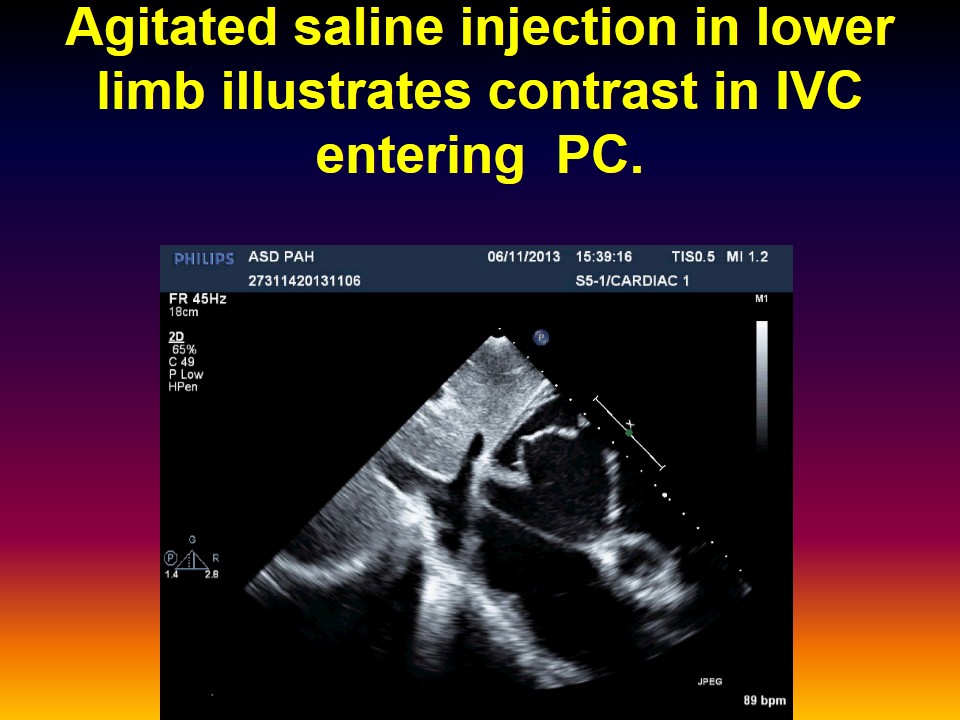 Agitated saline injection in lower
limb illustrates contrast in IVC
entering  PC.
PHILIPS ASD PAH 06/11/2013 15:39:16 TIS0.5 MI 1.2
27311420131106 S5-1/CARDIAC 1
FR 45Hz M1
18cm
2D
65%
C 49
P Low
HPen
P
G
P R
1.4 2.8
JPEG
89 bpm